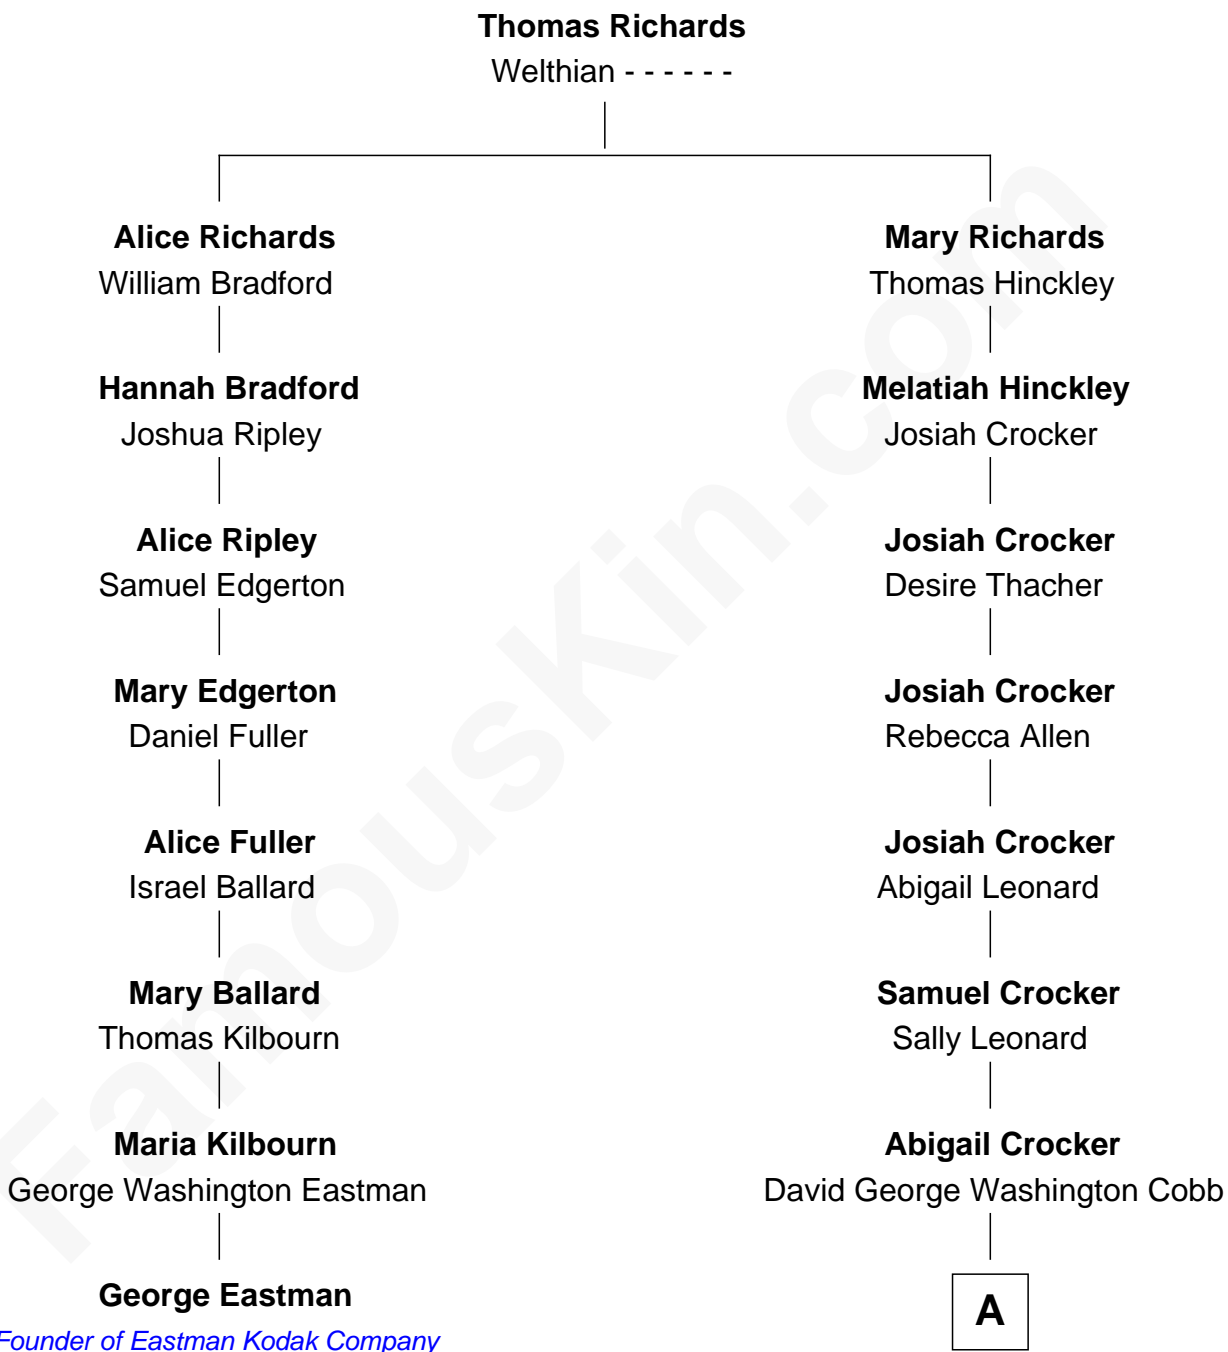 Thomas Richards
Welthian - - - - - -
Alice Richards
William Bradford
Mary Richards
Thomas Hinckley
Hannah Bradford
Joshua Ripley
Melatiah Hinckley
Josiah Crocker
Alice Ripley
Samuel Edgerton
Josiah Crocker
Desire Thacher
Mary Edgerton
Daniel Fuller
Josiah Crocker
Rebecca Allen
Alice Fuller
Israel Ballard
Josiah Crocker
Abigail Leonard
Mary Ballard
Thomas Kilbourn
Samuel Crocker
Sally Leonard
Maria Kilbourn
George Washington Eastman
Abigail Crocker
David George Washington Cobb
George Eastman
Founder of Eastman Kodak Company
A
FamousKin.com